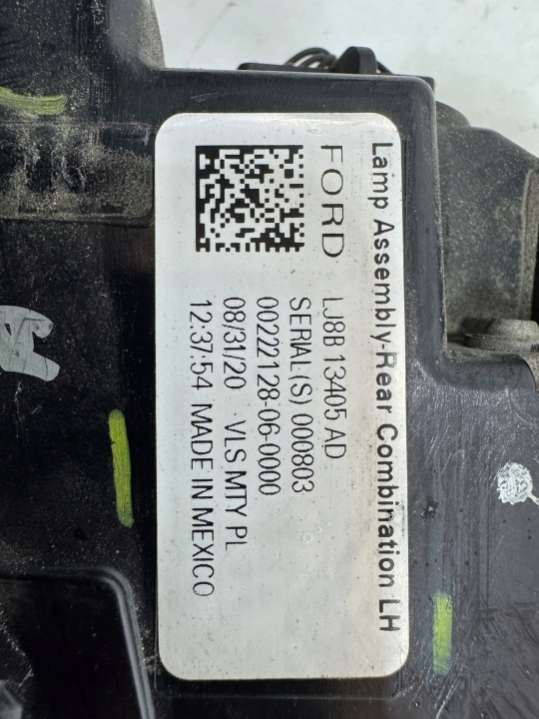 Lamp Assembly-Rear Combination LH
FORD LJ8B 13405 AD
SERIAL (S) 000803
00222128-06-0000
08/31/20 VLS MTY PL
12:37:54 MADE IN MEXICO